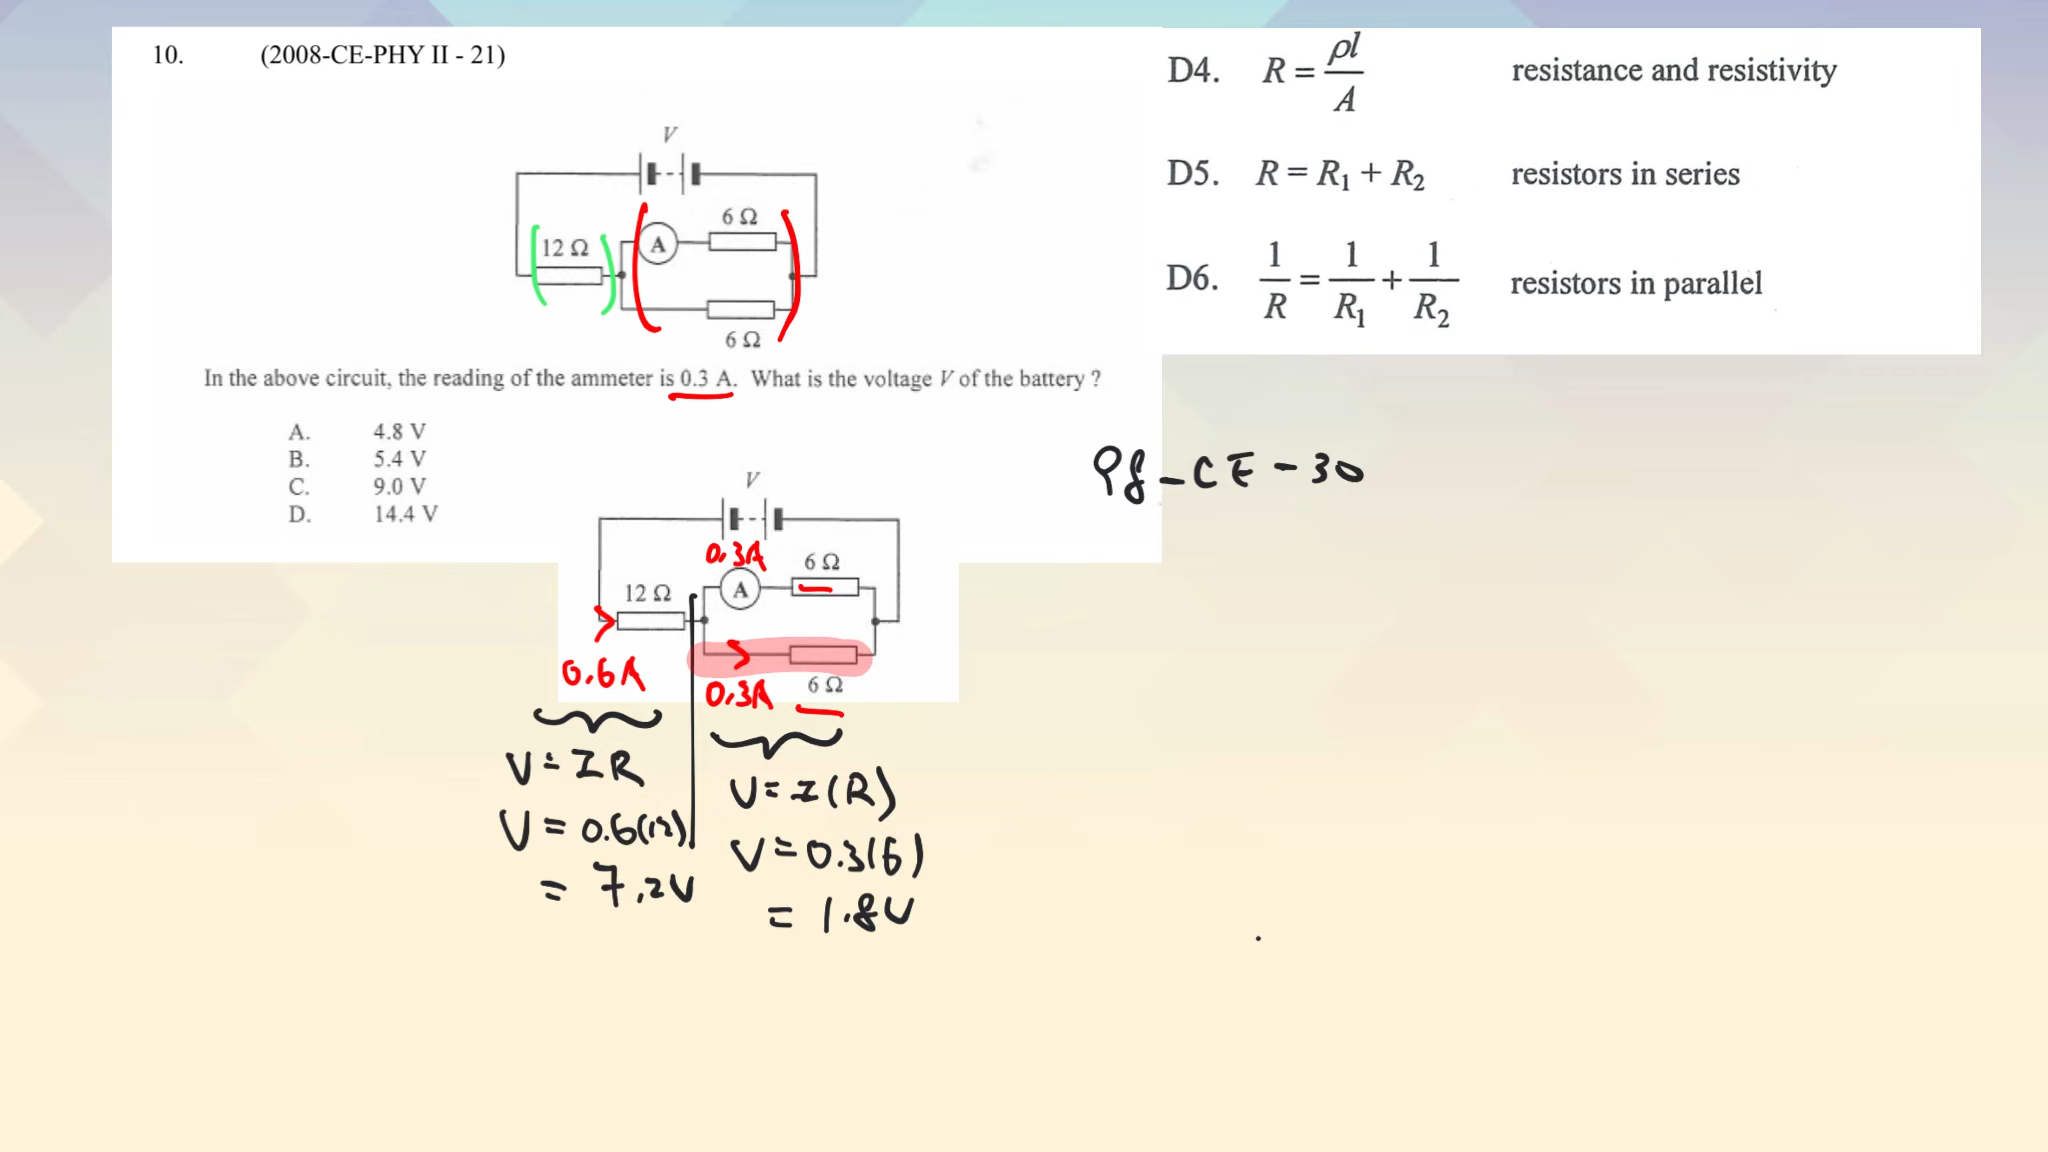 10. (2008-CE-PHY II - 21)
V
12 Ω
A
6 Ω
6 Ω
In the above circuit, the reading of the ammeter is 0.3 A. What is the voltage V of the battery ?
A. 4.8 V
B. 5.4 V
C. 9.0 V
D. 14.4 V
D4. R = ρl/A resistance and resistivity
D5. R = R₁ + R₂ resistors in series
D6. 1/R = 1/R₁ + 1/R₂ resistors in parallel
98-CE-30
V
0.3A
12 Ω
A
6 Ω
0.6A
0.3A
6 Ω
V=IR
V = 0.6(12)
= 7.2V
V=I(R)
V=0.3(6)
= 1.8V